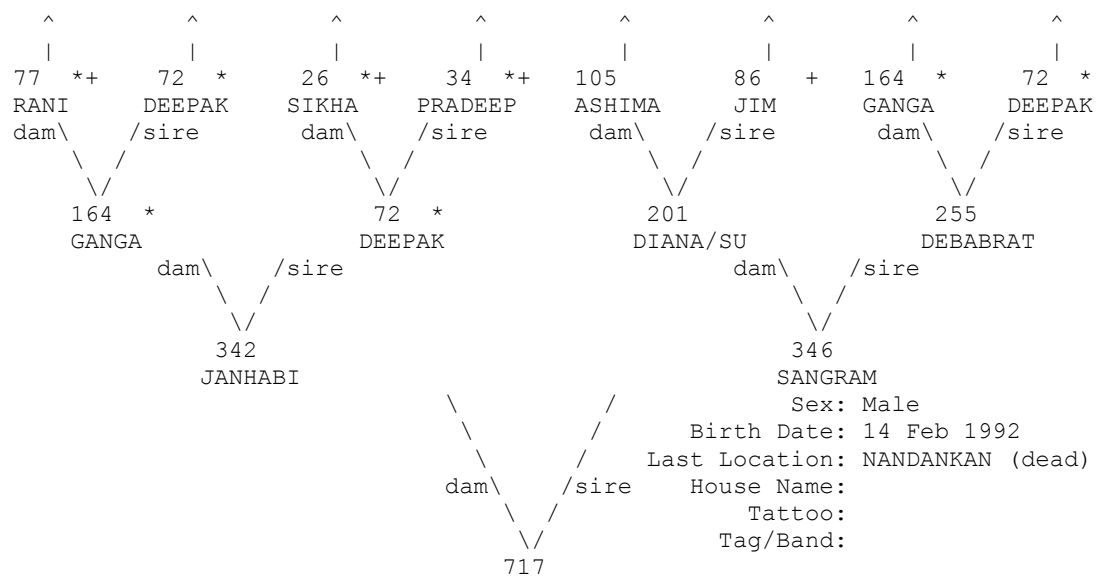 ^ ^ ^ ^ ^ ^ ^ ^
| | | | | | | |
77 *+ 72 * 26 *+ 34 *+ 105 86 + 164 * 72 *
RANI DEEPAK SIKHA PRADEEP ASHIMA JIM GANGA DEEPAK
dam\ /sire dam\ /sire dam\ /sire dam\ /sire
\ / \ / \ / \ /
\/ \/ \/ \/
164 * 72 * 201 255
GANGA DEEPAK DIANA/SU DEBABRAT
dam\ /sire dam\ /sire
\ / \ /
\/ \/
342 346
JANHABI SANGRAM
\ / Sex: Male
\ / Birth Date: 14 Feb 1992
\ / Last Location: NANDANKAN (dead)
dam\ /sire House Name:
\ / Tattoo:
\/ Tag/Band:
717